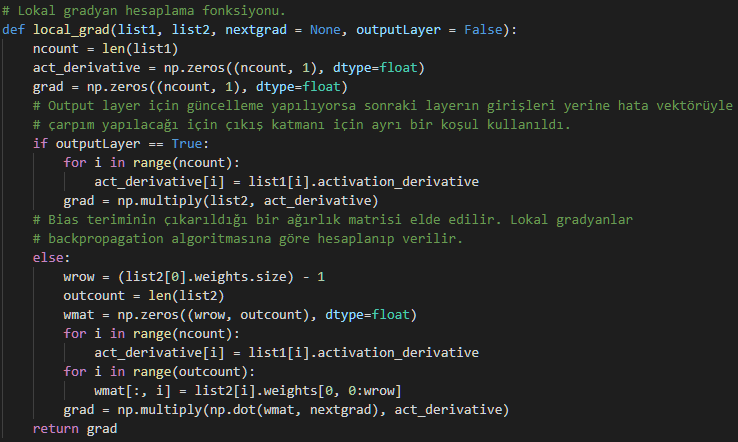 # Lokal gradyan hesaplama fonksiyonu.
def local_grad(list1, list2, nextgrad = None, outputLayer = False):
    ncount = len(list1)
    act_derivative = np.zeros((ncount, 1), dtype=float)
    grad = np.zeros((ncount, 1), dtype=float)
    # Output layer için güncelleme yapılıyorsa sonraki layerın girişleri yerine hata vektörüyle
    # çarpım yapılacağı için çıkış katmanı için ayrı bir koşul kullanıldı.
    if outputLayer == True:
        for i in range(ncount):
            act_derivative[i] = list1[i].activation_derivative
        grad = np.multiply(list2, act_derivative)
    # Bias teriminin çıkarıldığı bir ağırlık matrisi elde edilir. Lokal gradyanlar
    # backpropagation algoritmasına göre hesaplanıp verilir.
    else:
        wrow = (list2[0].weights.size) - 1
        outcount = len(list2)
        wmat = np.zeros((wrow, outcount), dtype=float)
        for i in range(ncount):
            act_derivative[i] = list1[i].activation_derivative
        for i in range(outcount):
            wmat[:, i] = list2[i].weights[0, 0:wrow]
        grad = np.multiply(np.dot(wmat, nextgrad), act_derivative)
    return grad